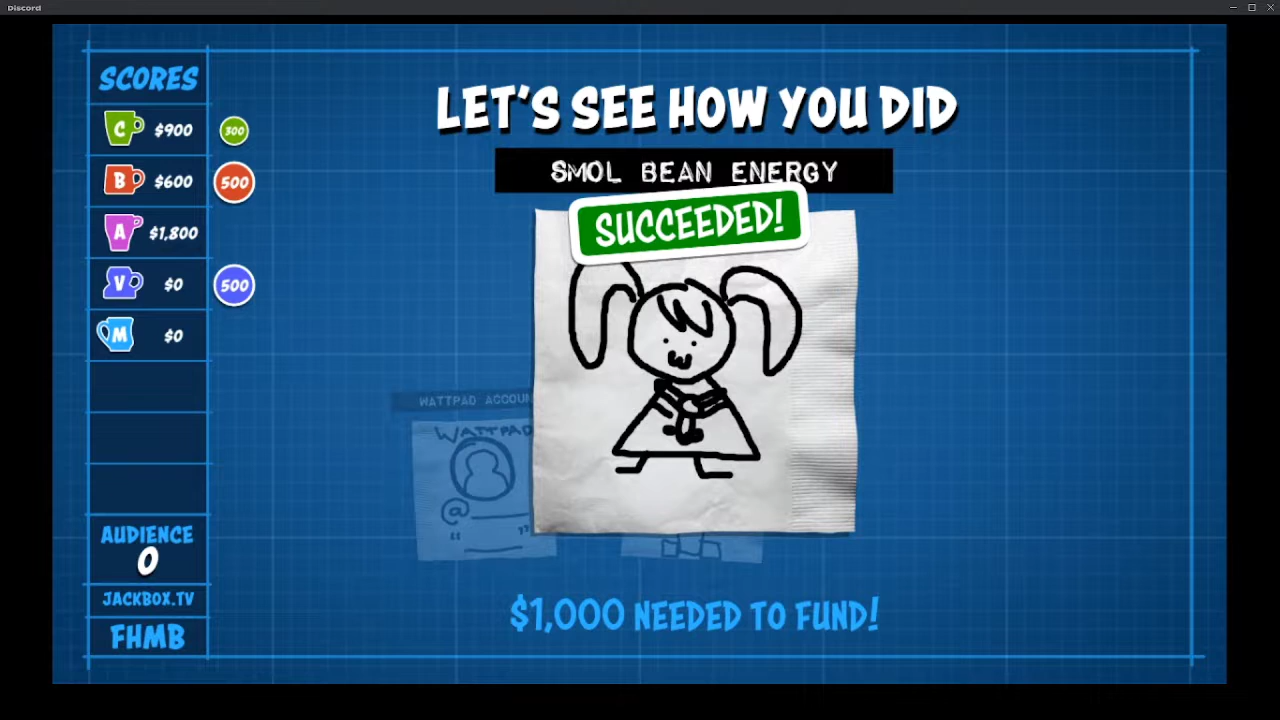 Discord
SCORES
C $900 300
B $600 500
A $1,800
V $0 500
M $0
AUDIENCE
0
JACKBOX.TV
FHMB
LET'S SEE HOW YOU DID
SMOL BEAN ENERGY
SUCCEEDED!
WATTPAD ACCOUN
WATTPAD
@
" "
$1,000 NEEDED TO FUND!